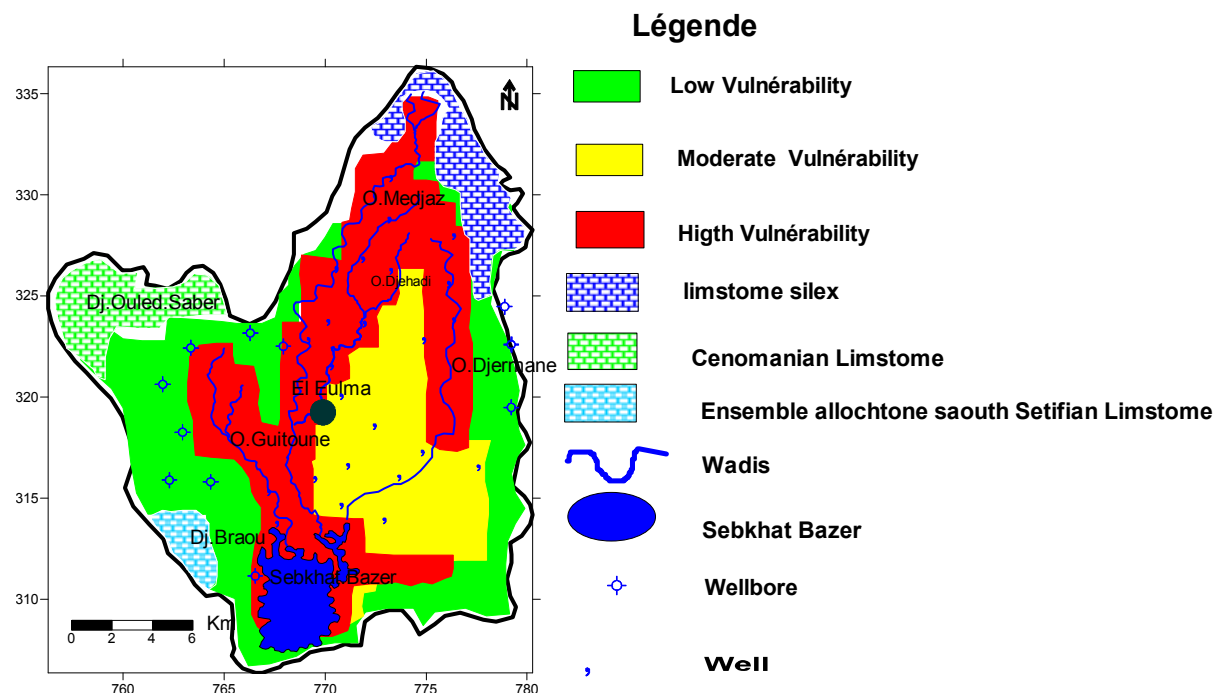 Légende
Low Vulnérability
Moderate Vulnérability
Higth Vulnérability
limstome silex
Cenomanian Limstome
Ensemble allochtone saouth Setifian Limstome
Wadis
Sebkhat Bazer
Wellbore
Well
N
335
330
325
320
315
310
760
765
770
775
780
O.Medjaz
O.Djehadi
Dj.Ouled.Saber
O.Djermane
El Eulma
O.Guitoune
Dj.Braou
Sebkhat.Bazer
Km
0 2 4 6